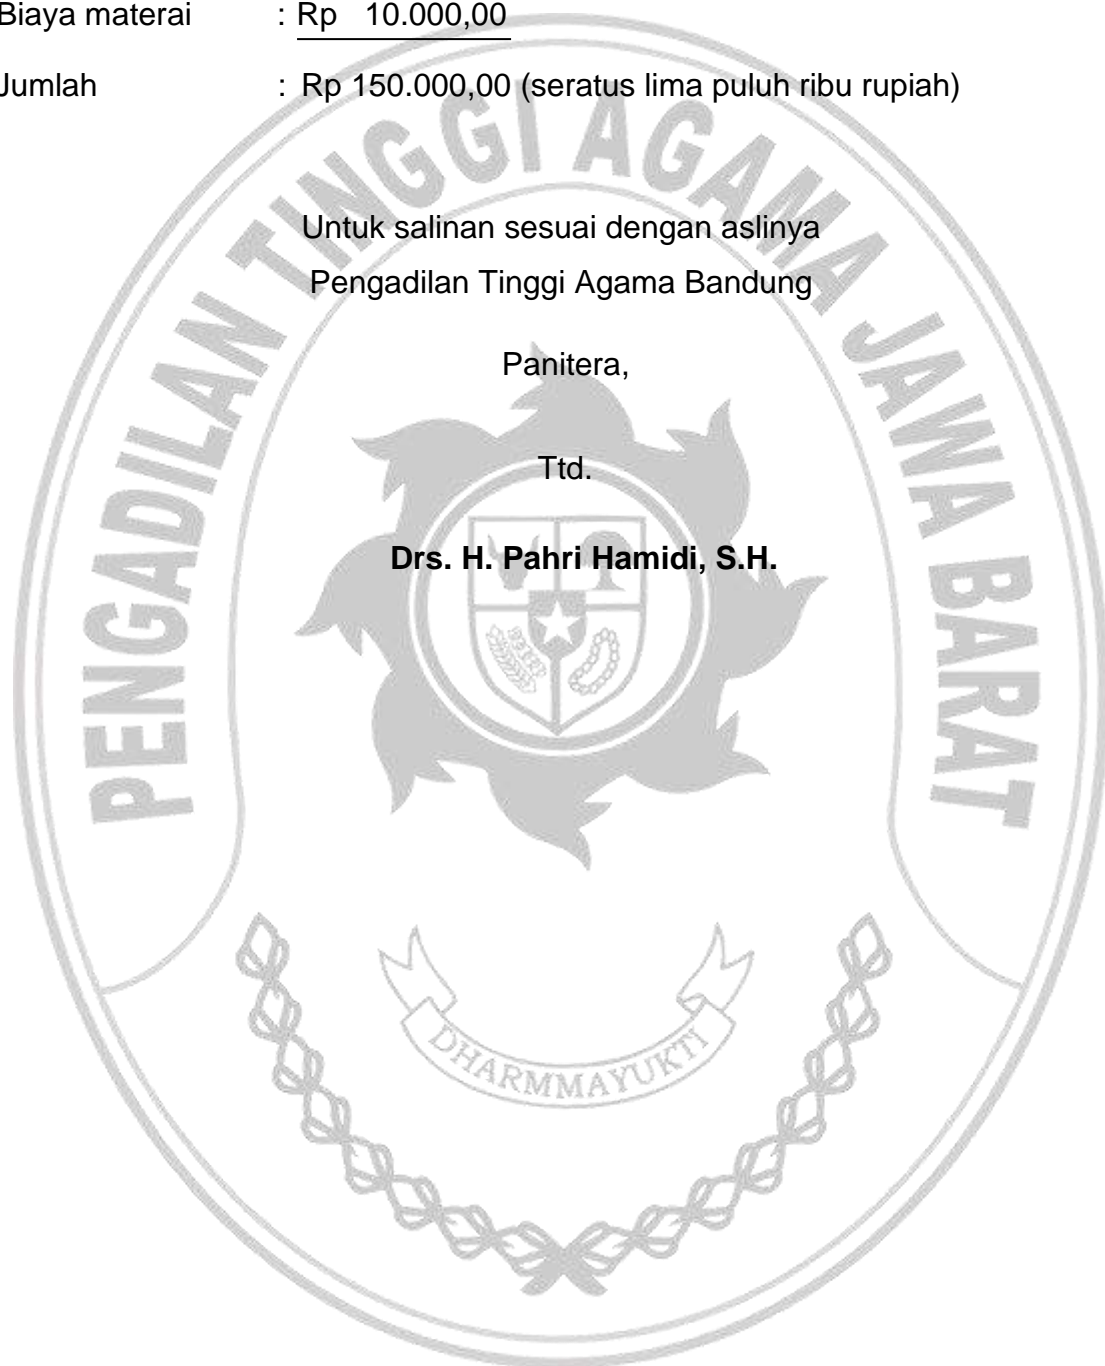 Biaya materai : Rp 10.000,00
Jumlah : Rp 150.000,00 (seratus lima puluh ribu rupiah)
PENGADILAN TINGGI AGAMA JAWA BARAT
Untuk salinan sesuai dengan aslinya
Pengadilan Tinggi Agama Bandung
Panitera,
Ttd.
Drs. H. Pahri Hamidi, S.H.
DHARMMAYUKTI